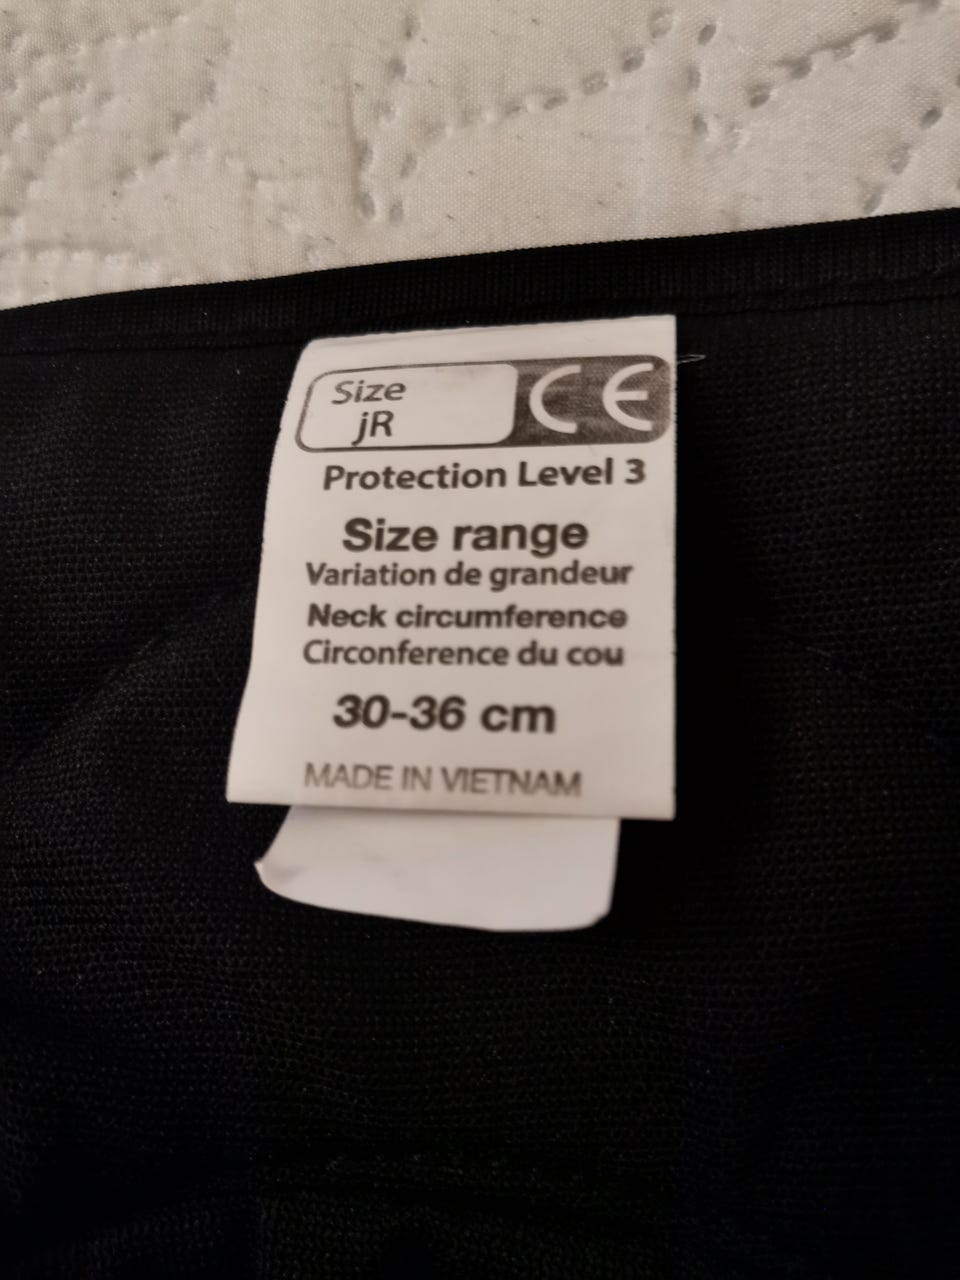 Size
jR
CE
Protection Level 3
Size range
Variation de grandeur
Neck circumference
Circonference du cou
30-36 cm
MADE IN VIETNAM